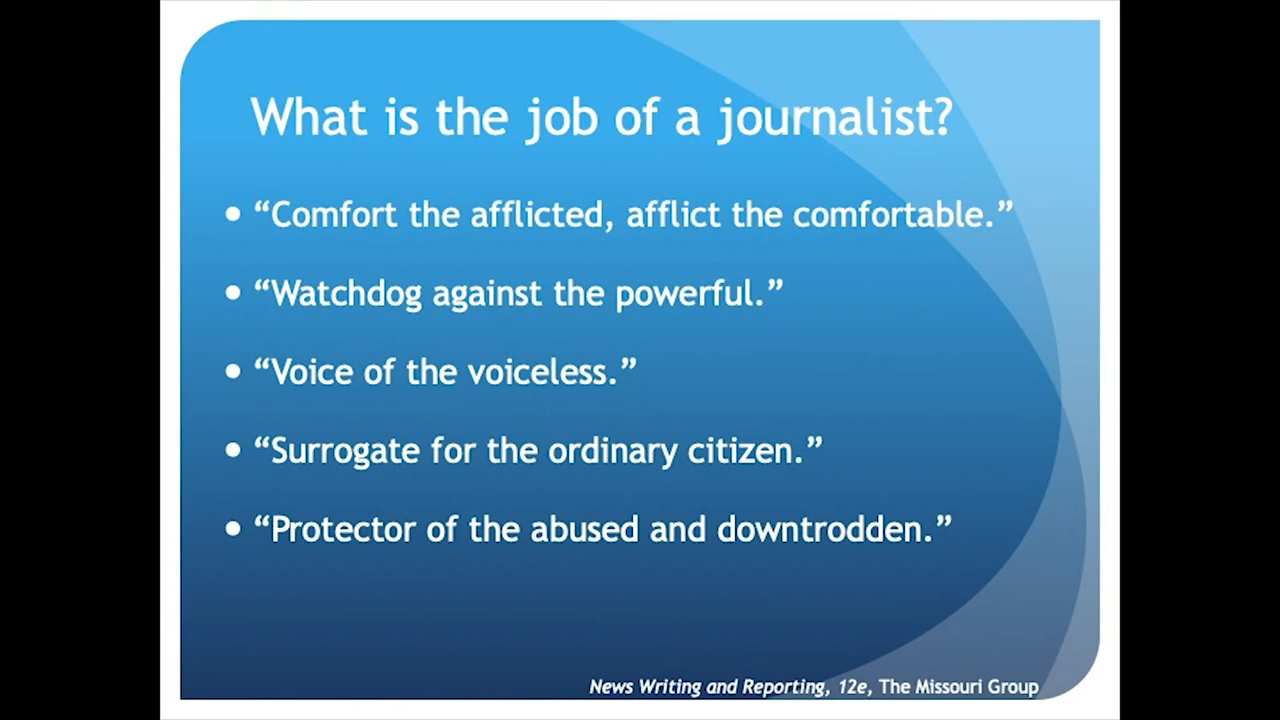 What is the job of a journalist?
• “Comfort the afflicted, afflict the comfortable.”
• “Watchdog against the powerful.”
• “Voice of the voiceless.”
• “Surrogate for the ordinary citizen.”
• “Protector of the abused and downtrodden.”
News Writing and Reporting, 12e, The Missouri Group